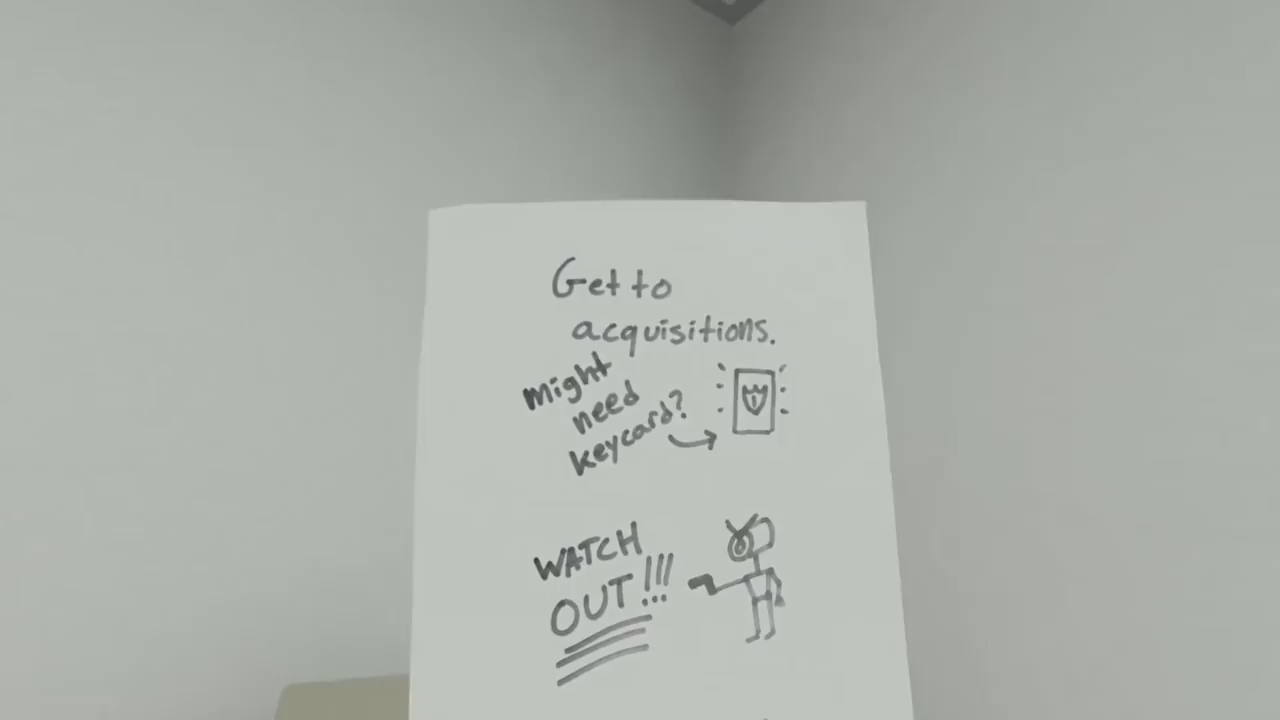 Get to
acquisitions.
might
need
keycard?
WATCH
OUT!!!